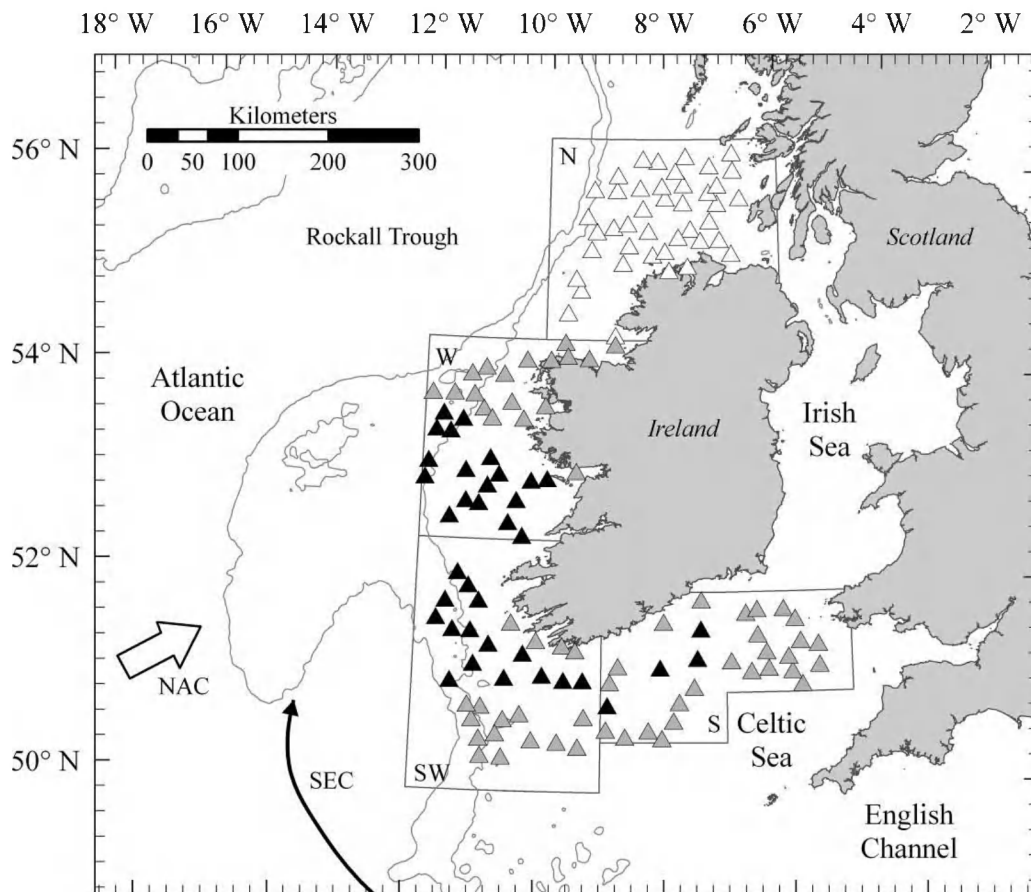 18° W 16° W 14° W 12° W 10° W 8° W 6° W 4° W 2° W
Kilometers
0 50 100 200 300
56° N
N
Rockall Trough
Scotland
54° N
W
Atlantic
Ocean
Ireland
Irish
Sea
52° N
NAC
S
Celtic
Sea
50° N
SEC
SW
English
Channel